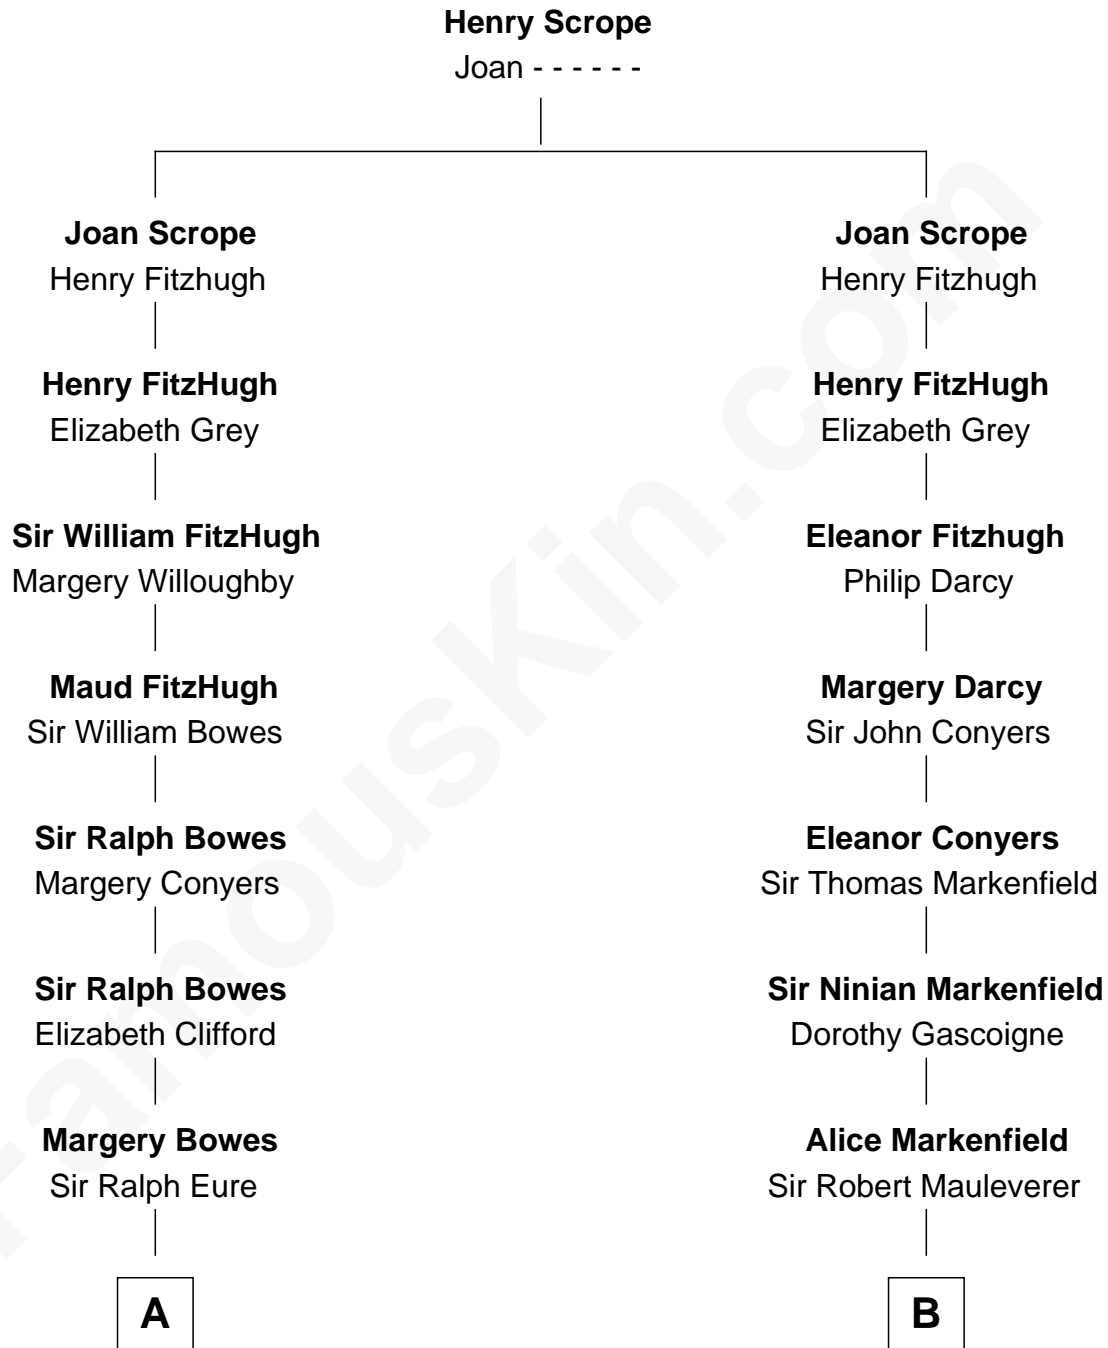 Henry Scrope
Joan - - - - - -
Joan Scrope
Henry Fitzhugh
Henry FitzHugh
Elizabeth Grey
Sir William FitzHugh
Margery Willoughby
Maud FitzHugh
Sir William Bowes
Sir Ralph Bowes
Margery Conyers
Sir Ralph Bowes
Elizabeth Clifford
Margery Bowes
Sir Ralph Eure
A
Joan Scrope
Henry Fitzhugh
Henry FitzHugh
Elizabeth Grey
Eleanor Fitzhugh
Philip Darcy
Margery Darcy
Sir John Conyers
Eleanor Conyers
Sir Thomas Markenfield
Sir Ninian Markenfield
Dorothy Gascoigne
Alice Markenfield
Sir Robert Mauleverer
B
FamousKin.com